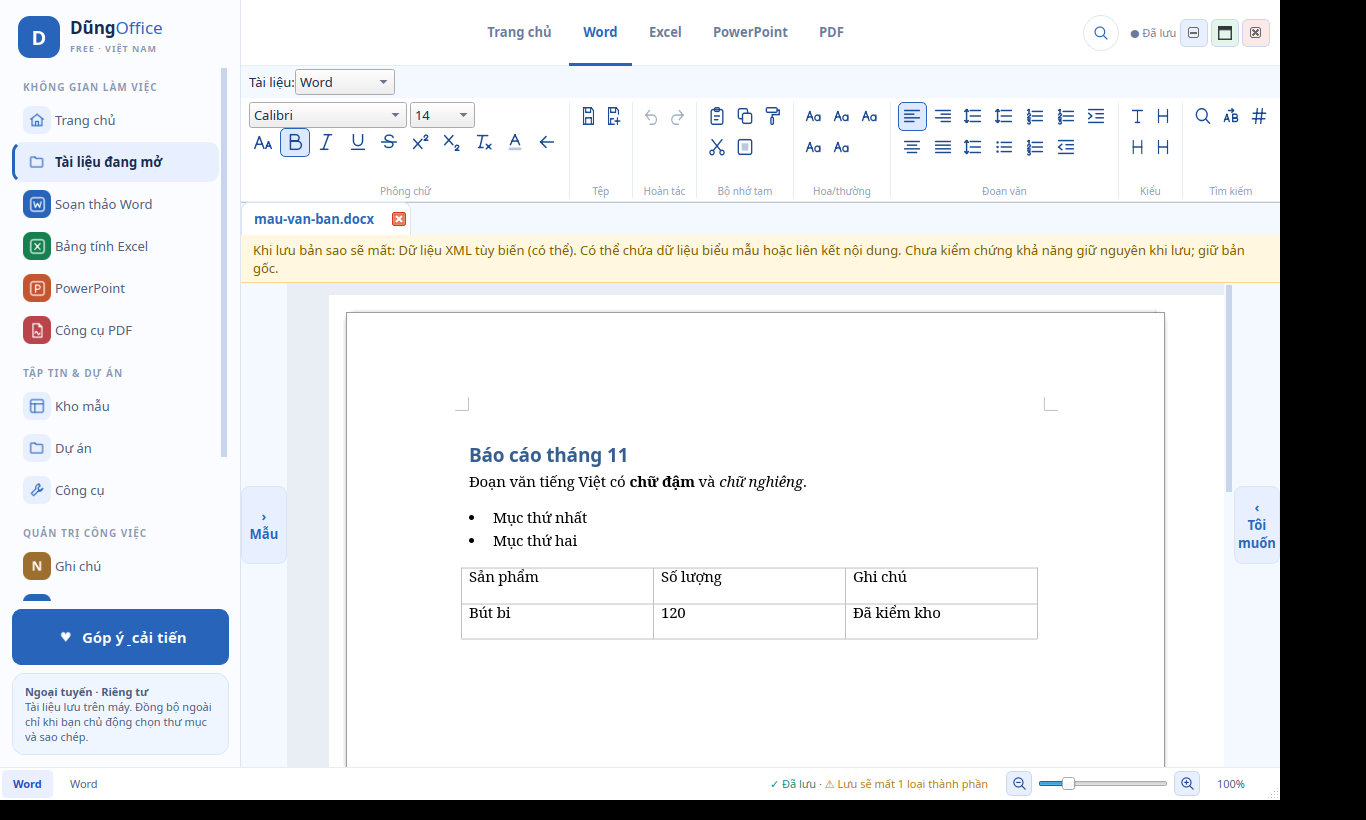 D
DũngOffice
FREE · VIỆT NAM
Trang chủ
Word
Excel
PowerPoint
PDF
Đã lưu
KHÔNG GIAN LÀM VIỆC
Trang chủ
Tài liệu đang mở
Soạn thảo Word
Bảng tính Excel
PowerPoint
Công cụ PDF
TẬP TIN & DỰ ÁN
Kho mẫu
Dự án
Công cụ
QUẢN TRỊ CÔNG VIỆC
N Ghi chú
♥ Góp ý _cải tiến
Ngoại tuyến · Riêng tư
Tài liệu lưu trên máy. Đồng bộ ngoài
chỉ khi bạn chủ động chọn thư mục
và sao chép.
Tài liệu: Word
Calibri 14
Phông chữ
Tệp
Hoàn tác
Bộ nhớ tạm
Hoa/thường
Đoạn văn
Kiểu
Tìm kiếm
mau-van-ban.docx
Khi lưu bản sao sẽ mất: Dữ liệu XML tùy biến (có thể). Có thể chứa dữ liệu biểu mẫu hoặc liên kết nội dung. Chưa kiểm chứng khả năng giữ nguyên khi lưu; giữ bản
gốc.
› Mẫu
Báo cáo tháng 11
Đoạn văn tiếng Việt có chữ đậm và chữ nghiêng.
• Mục thứ nhất
• Mục thứ hai
Sản phẩm Số lượng Ghi chú
Bút bi 120 Đã kiểm kho
‹ Tôi
muốn
Word
Word
✓ Đã lưu · ⚠ Lưu sẽ mất 1 loại thành phần
100%